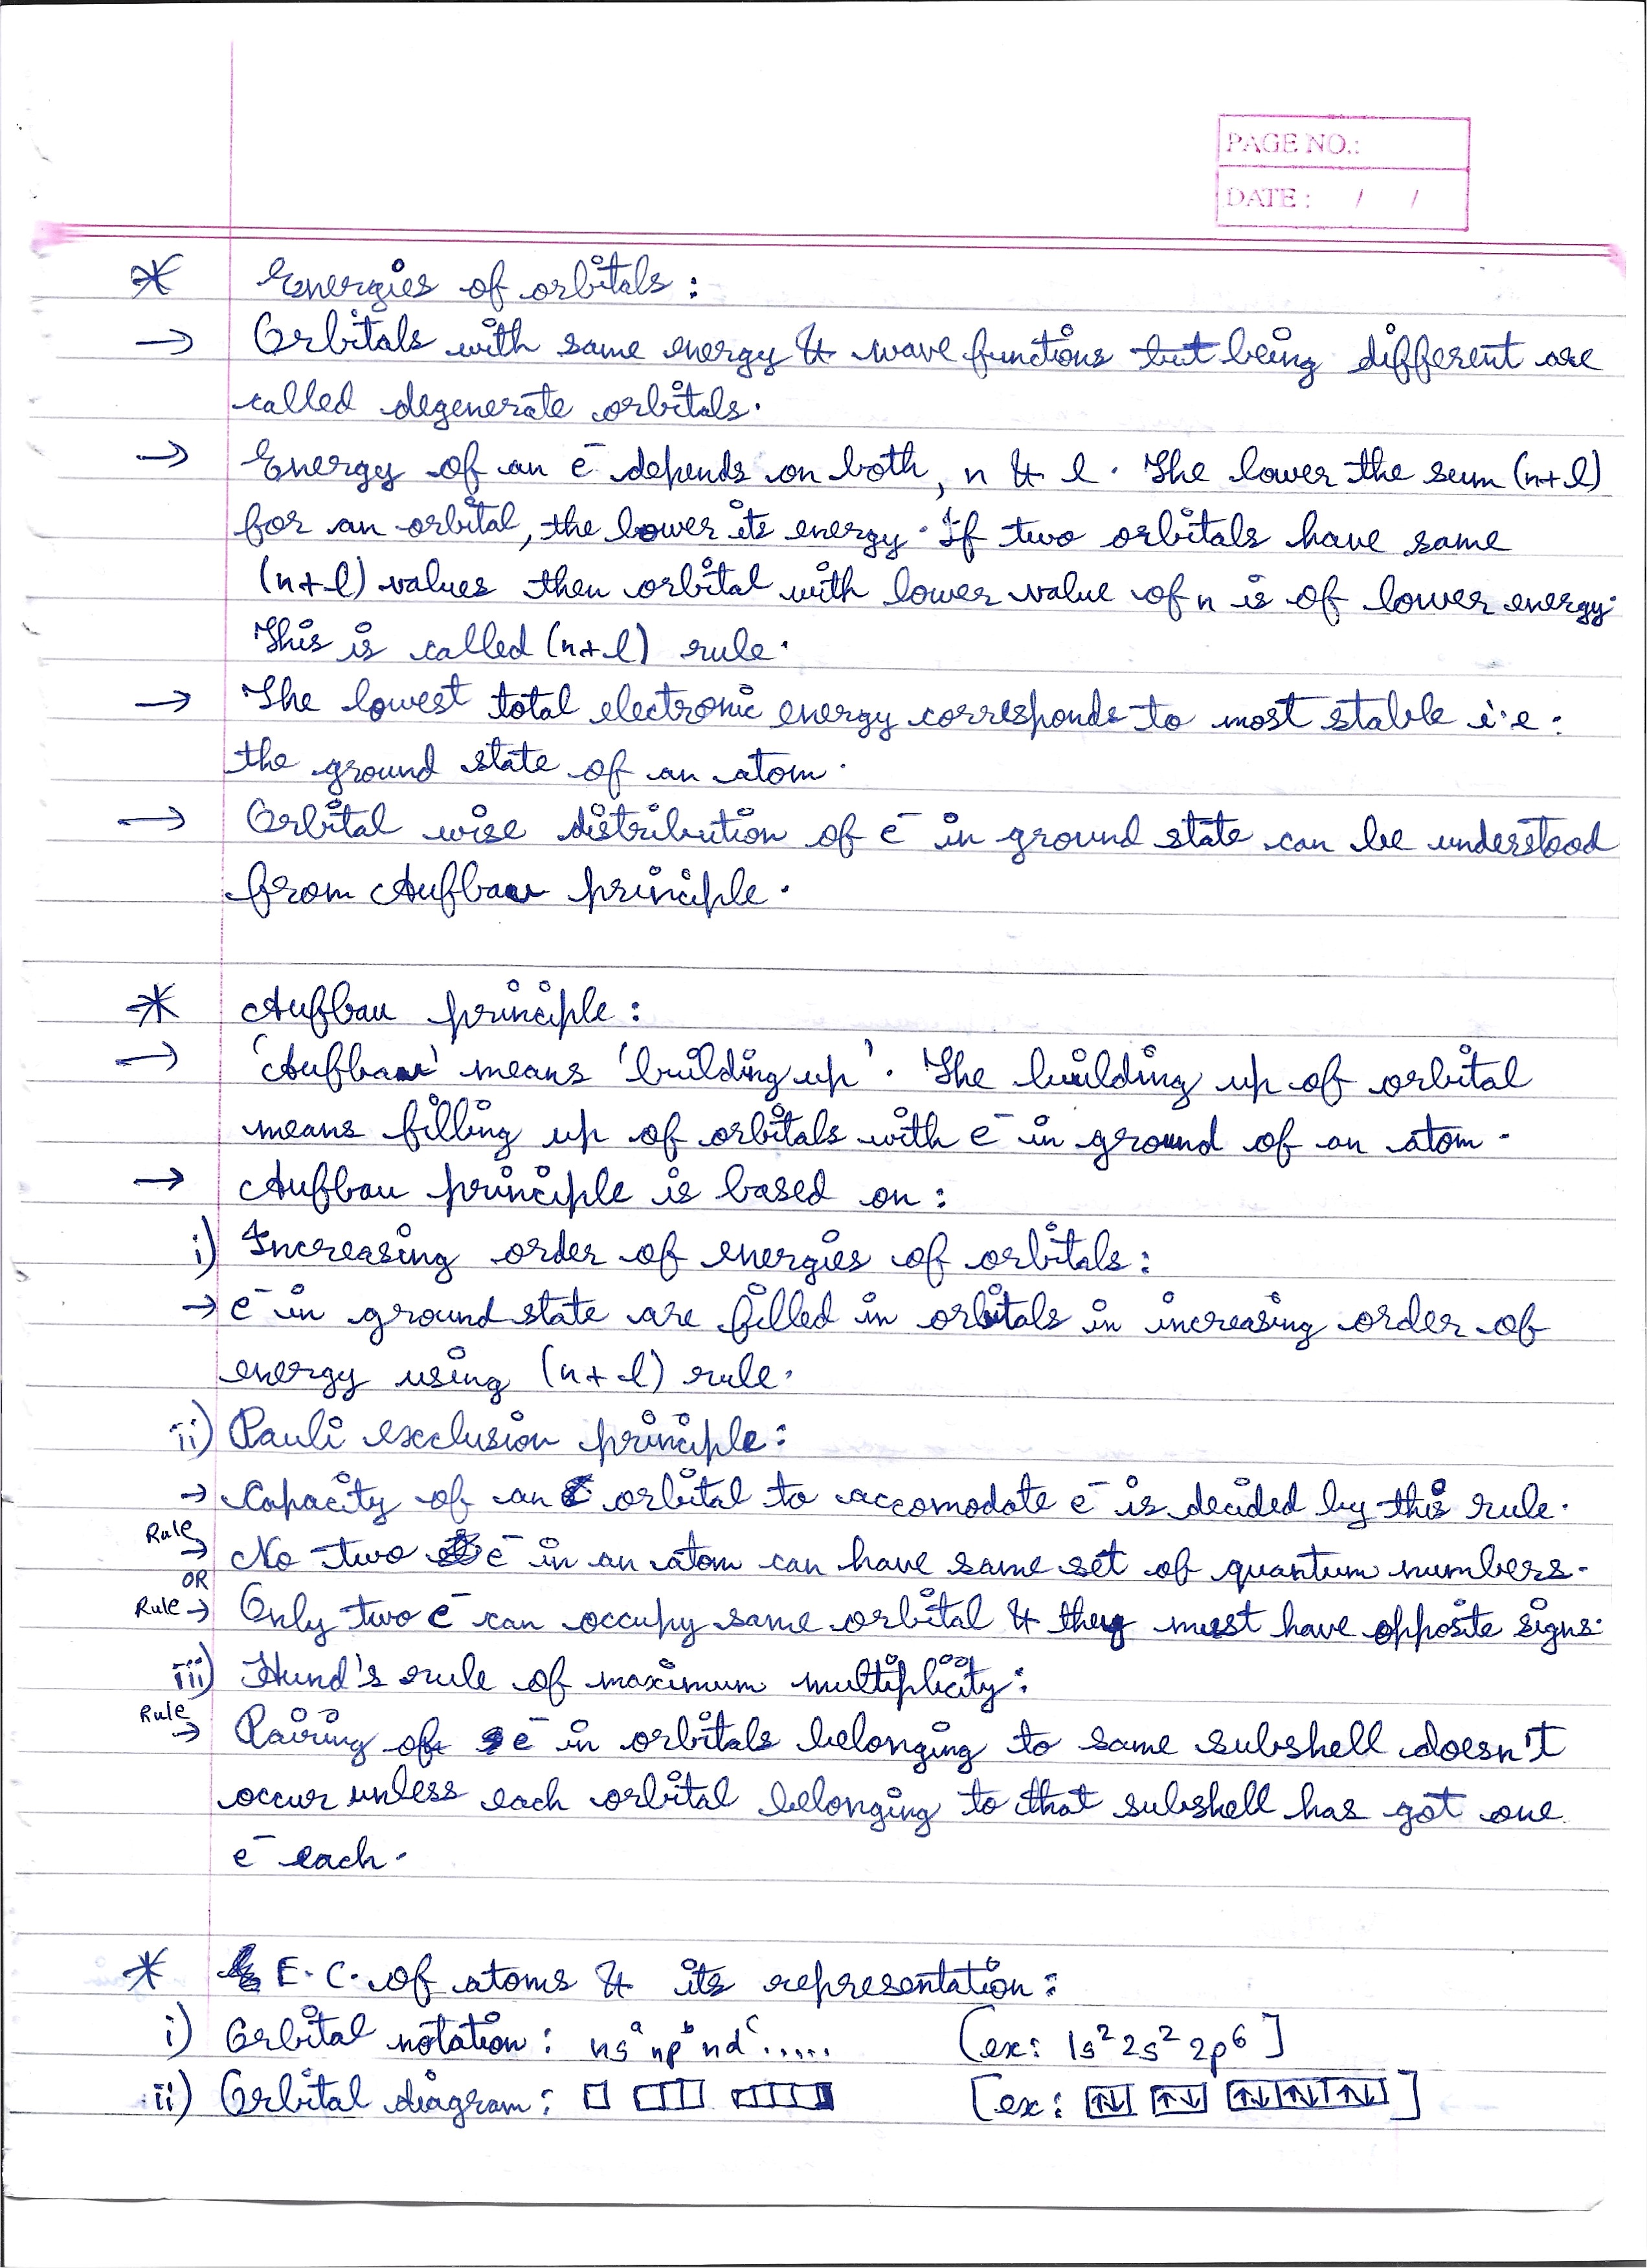 PAGE NO.:
DATE : / /
* Energies of orbitals :
→ Orbitals with same energy & wave functions but being different are
called degenerate orbitals.
→ Energy of an e⁻ depends on both, n & l. The lower the sum (n+l)
for an orbital, the lower its energy. If two orbitals have same
(n+l) values then orbital with lower value of n is of lower energy.
This is called (n+l) rule.
→ The lowest total electronic energy corresponds to most stable i.e.
the ground state of an atom.
→ Orbital wise distribution of e⁻ in ground state can be understood
from Aufbau principle.
* Aufbau principle :
→ 'Aufbau' means 'building up'. The building up of orbital
means filling up of orbitals with e⁻ in ground of an atom.
→ Aufbau principle is based on :
i) Increasing order of energies of orbitals :
→ e⁻ in ground state are filled in orbitals in increasing order of
energy using (n+l) rule.
ii) Pauli exclusion principle :
→ Capacity of an orbital to accomodate e⁻ is decided by this rule.
Rule → No two e⁻ in an atom can have same set of quantum numbers.
OR
Rule → Only two e⁻ can occupy same orbital & they must have opposite signs.
iii) Hund's rule of maximum multiplicity :
Rule → Pairing of e⁻ in orbitals belonging to same subshell doesn't
occur unless each orbital belonging to that subshell has got one
e⁻ each.
* E.C. of atoms & its representation :
i) Orbital notation : nsᵃ npᵇ ndᶜ ..... [ex: 1s² 2s² 2p⁶]
ii) Orbital diagram : [ex: ↑↓ ↑↓ ↑↓ ↑↓ ↑↓]